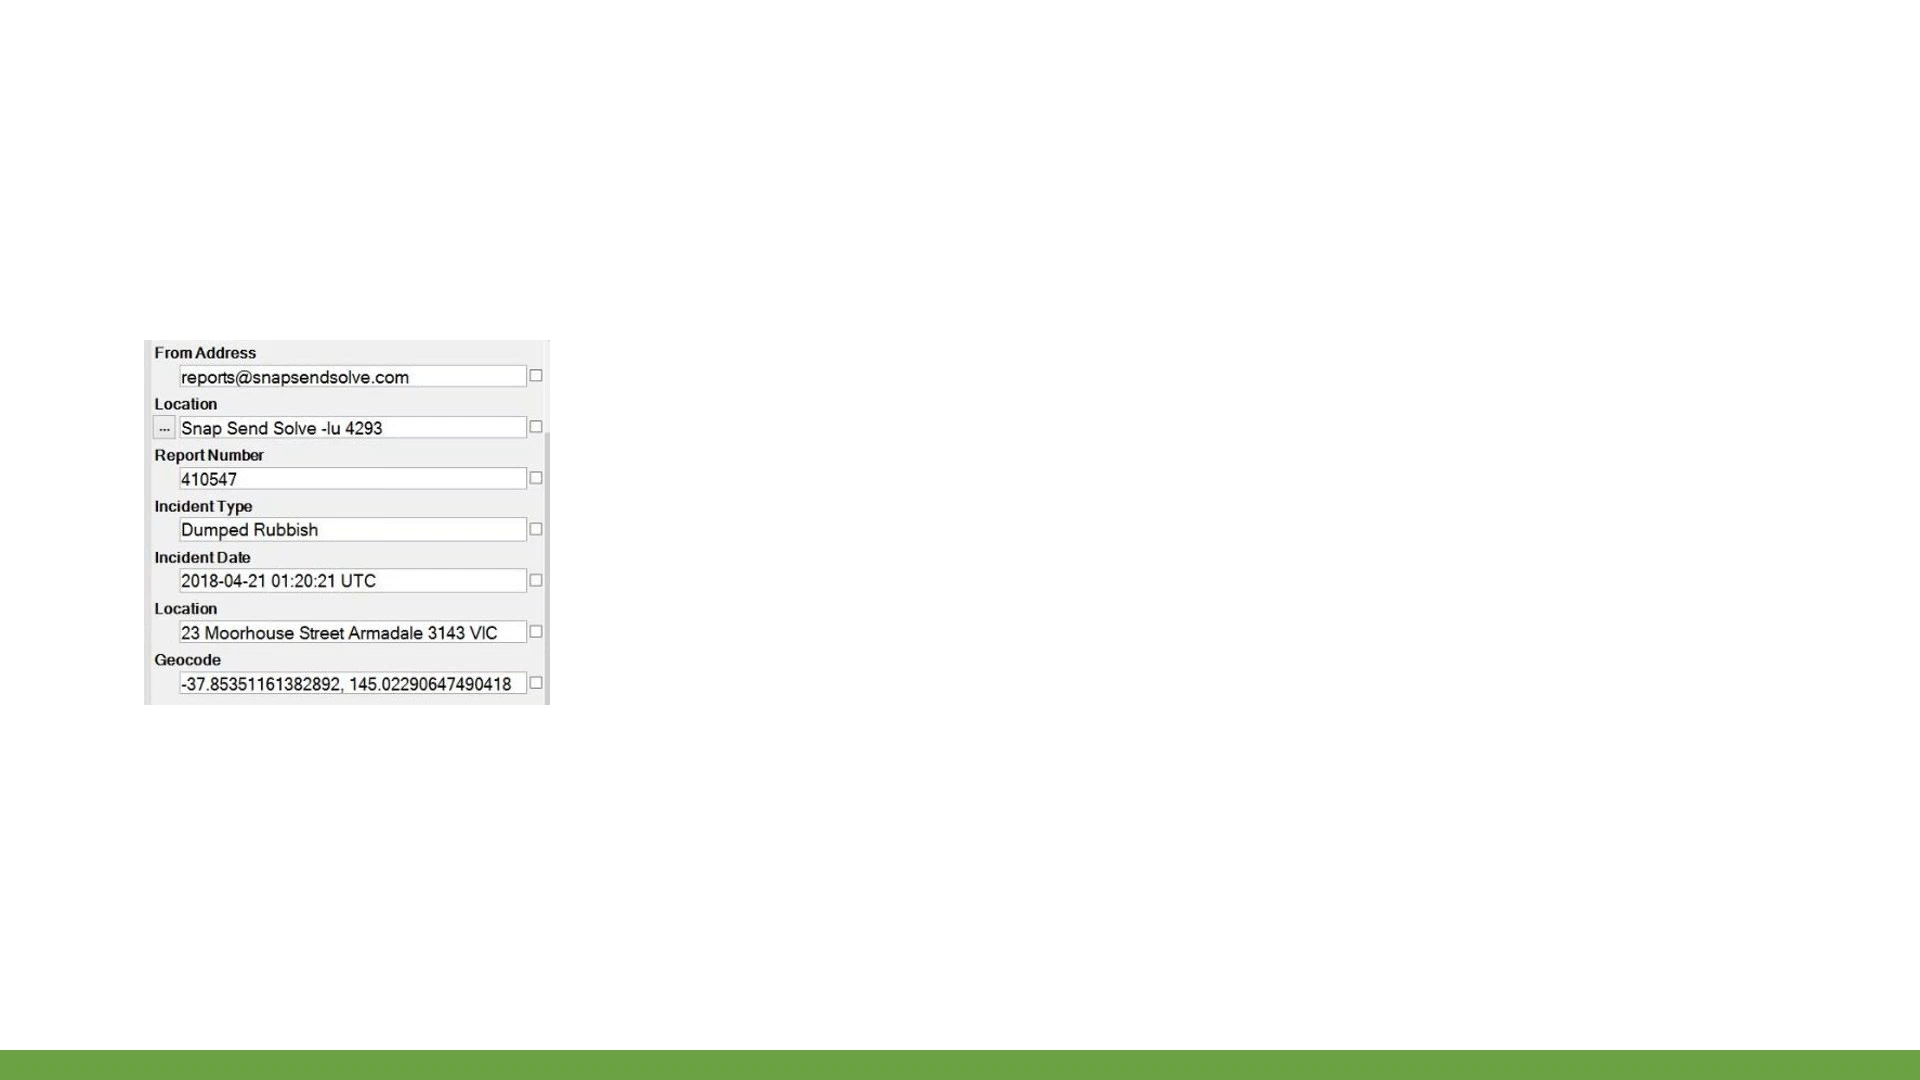 From Address
reports@snapsendsolve.com
Location
... Snap Send Solve -lu 4293
Report Number
410547
Incident Type
Dumped Rubbish
Incident Date
2018-04-21 01:20:21 UTC
Location
23 Moorhouse Street Armadale 3143 VIC
Geocode
-37.85351161382892, 145.02290647490418